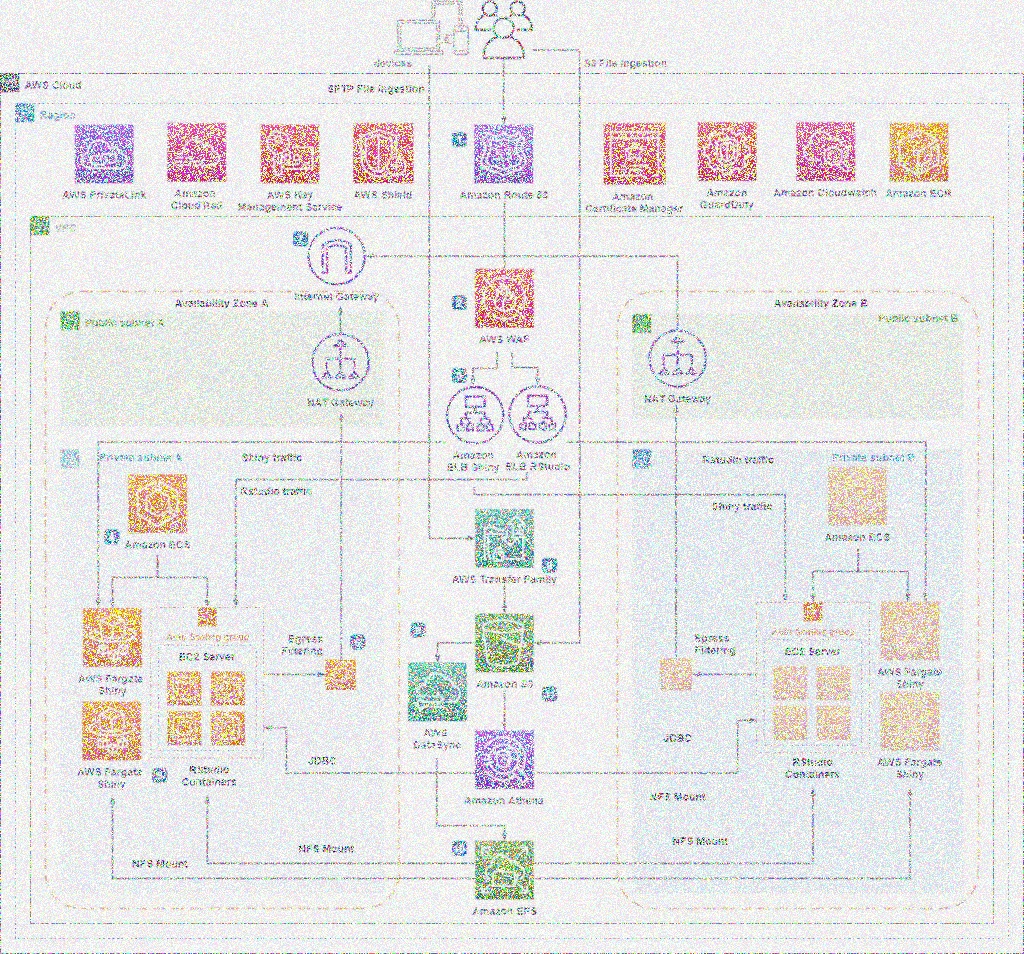 devices
S3 File Ingestion
AWS Cloud
SFTP File Ingestion
Region
AWS PrivateLink
Amazon
Cloud
AWS Key
Management Service
AWS Shield
Amazon Route 53
Amazon
Certificate Manager
Amazon
GuardDuty
Amazon Cloudwatch
Amazon ECR
VPC
Internet Gateway
Availability Zone A
Availability Zone B
Public subnet A
Public subnet B
AWS WAF
NAT Gateway
NAT Gateway
Amazon
ELB Shiny
Amazon
ELB RStudio
Private subnet A
Shiny traffic
Rstudio traffic
Private subnet B
Rstudio traffic
Shiny traffic
Amazon ECS
Amazon ECS
AWS Transfer Family
Auto Scaling group
EC2 Server
Egress
Filtering
Egress
Filtering
Auto Scaling group
EC2 Server
AWS Fargate
Shiny
Amazon S3
AWS Fargate
Shiny
AWS
DataSync
JDBC
JDBC
AWS Fargate
Shiny
RStudio
Containers
RStudio
Containers
AWS Fargate
Shiny
Amazon Athena
NFS Mount
NFS Mount
NFS Mount
NFS Mount
Amazon EFS